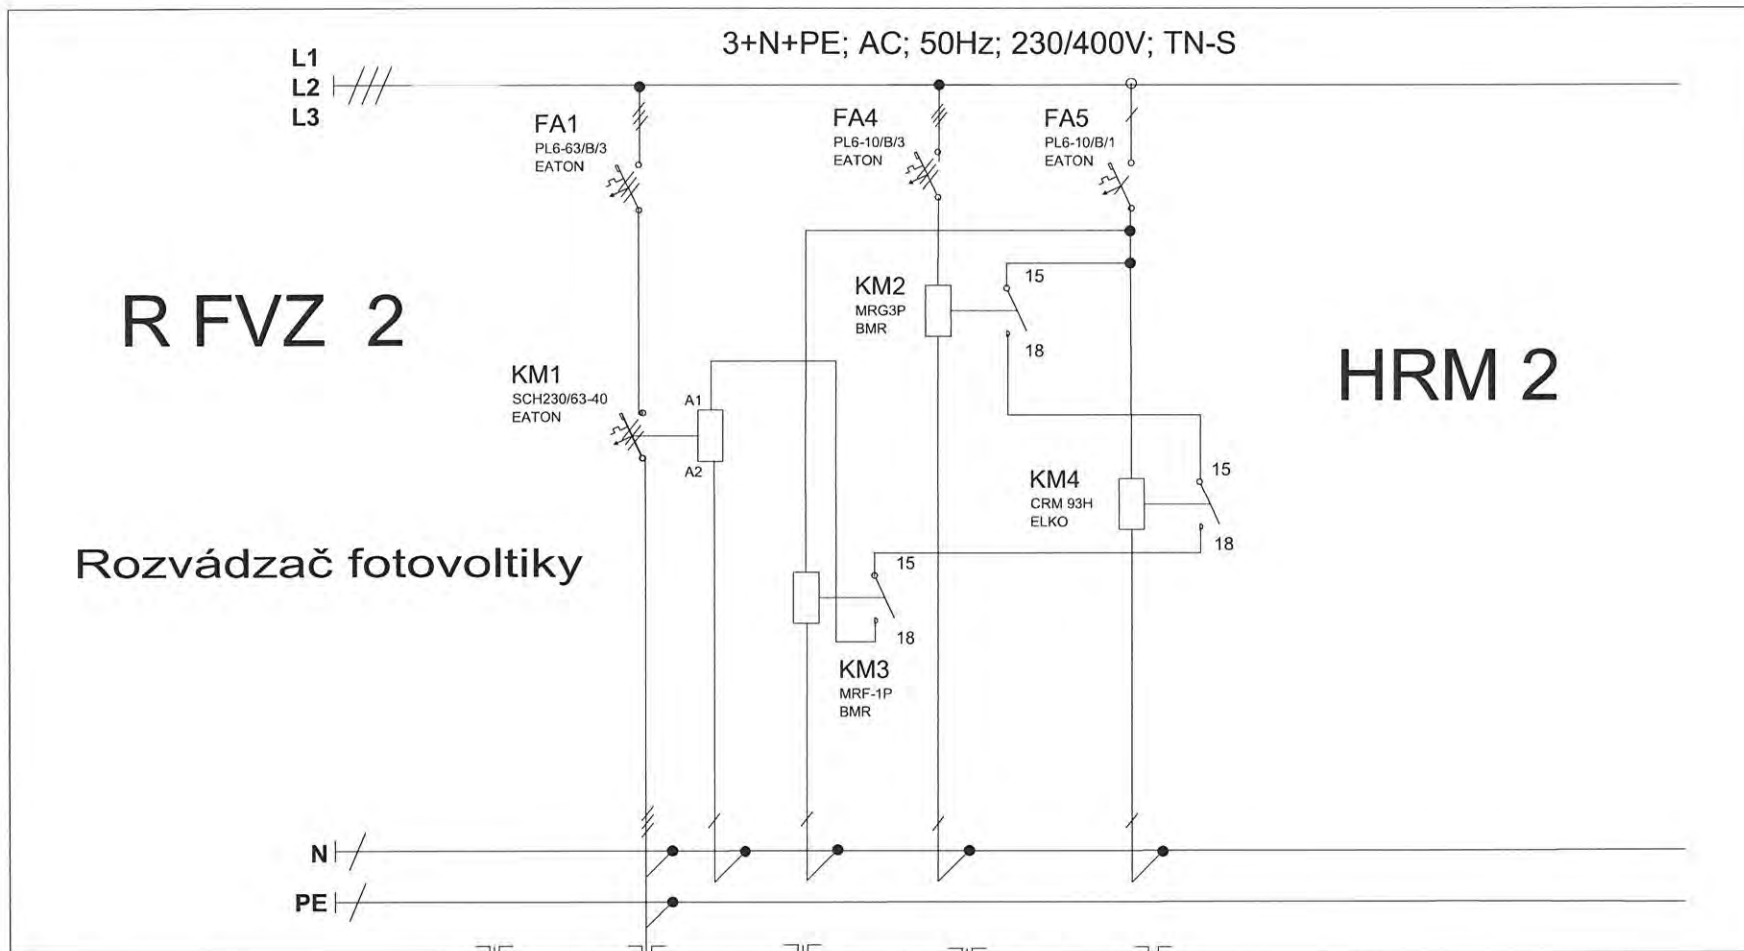 3+N+PE; AC; 50Hz; 230/400V; TN-S
L1
L2
L3
FA1
PL6-63/B/3
EATON
FA4
PL6-10/B/3
EATON
FA5
PL6-10/B/1
EATON
R FVZ 2
KM2
MRG3P
BMR
15
18
HRM 2
KM1
SCH230/63-40
EATON
A1
A2
KM4
CRM 93H
ELKO
15
18
Rozvádzač fotovoltiky
15
18
KM3
MRF-1P
BMR
N
PE